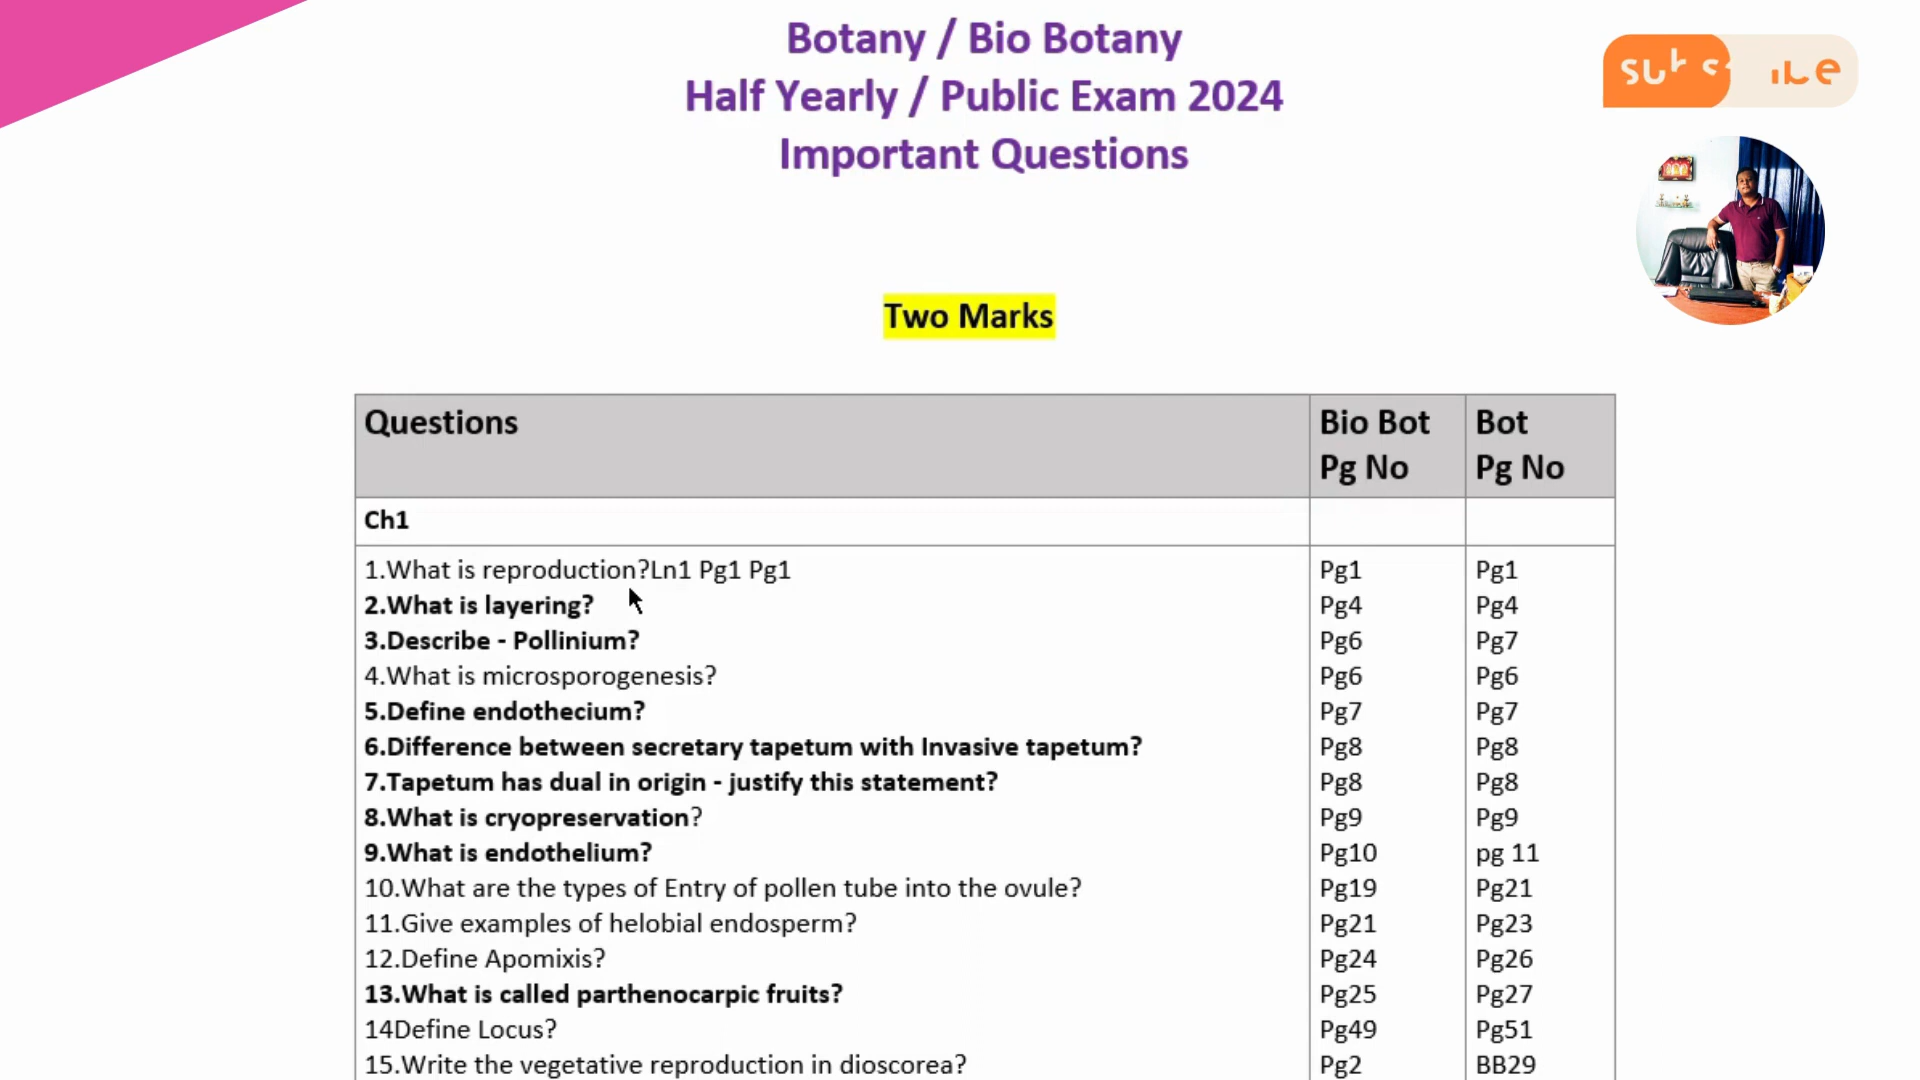 Botany / Bio Botany
Half Yearly / Public Exam 2024
Important Questions
Two Marks
Questions Bio Bot Pg No Bot Pg No
Ch1
1.What is reproduction?Ln1 Pg1 Pg1 Pg1 Pg1
2.What is layering? Pg4 Pg4
3.Describe - Pollinium? Pg6 Pg7
4.What is microsporogenesis? Pg6 Pg6
5.Define endothecium? Pg7 Pg7
6.Difference between secretary tapetum with Invasive tapetum? Pg8 Pg8
7.Tapetum has dual in origin - justify this statement? Pg8 Pg8
8.What is cryopreservation? Pg9 Pg9
9.What is endothelium? Pg10 pg 11
10.What are the types of Entry of pollen tube into the ovule? Pg19 Pg21
11.Give examples of helobial endosperm? Pg21 Pg23
12.Define Apomixis? Pg24 Pg26
13.What is called parthenocarpic fruits? Pg25 Pg27
14Define Locus? Pg49 Pg51
15.Write the vegetative reproduction in dioscorea? Pg2 BB29